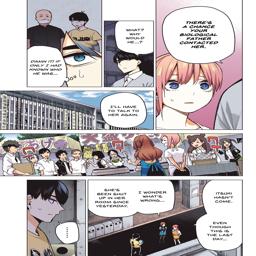 THERE'S
A CHANCE
YOUR
BIOLOGICAL
FATHER
CONTACTED
HER.
WHAT?
WHY
WOULD
HE...?
DAMN IT! IF
ONLY I HAD
KNOWN WHO
HE WAS...
I'LL HAVE
TO TALK TO
HER AGAIN.
ITSUKI
HASN'T
COME.
EVEN
THOUGH
THIS IS
THE LAST
DAY...
I WONDER
WHAT'S
WRONG...
SHE'S
BEEN SHUT
UP IN HER
ROOM SINCE
YESTERDAY.
......